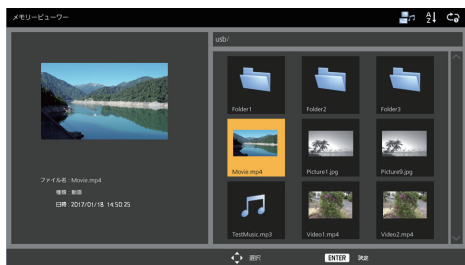 メモリービューワー
usb/
Folder1
Folder2
Folder3
Movie.mp4
Picture1.jpg
Picture9.jpg
TestMusic.mp3
Video1.mp4
Video2.mp4
ファイル名 : Movie.mp4
種類 : 動画
日時 : 2017/01/18 14:50:25
選択
ENTER 決定